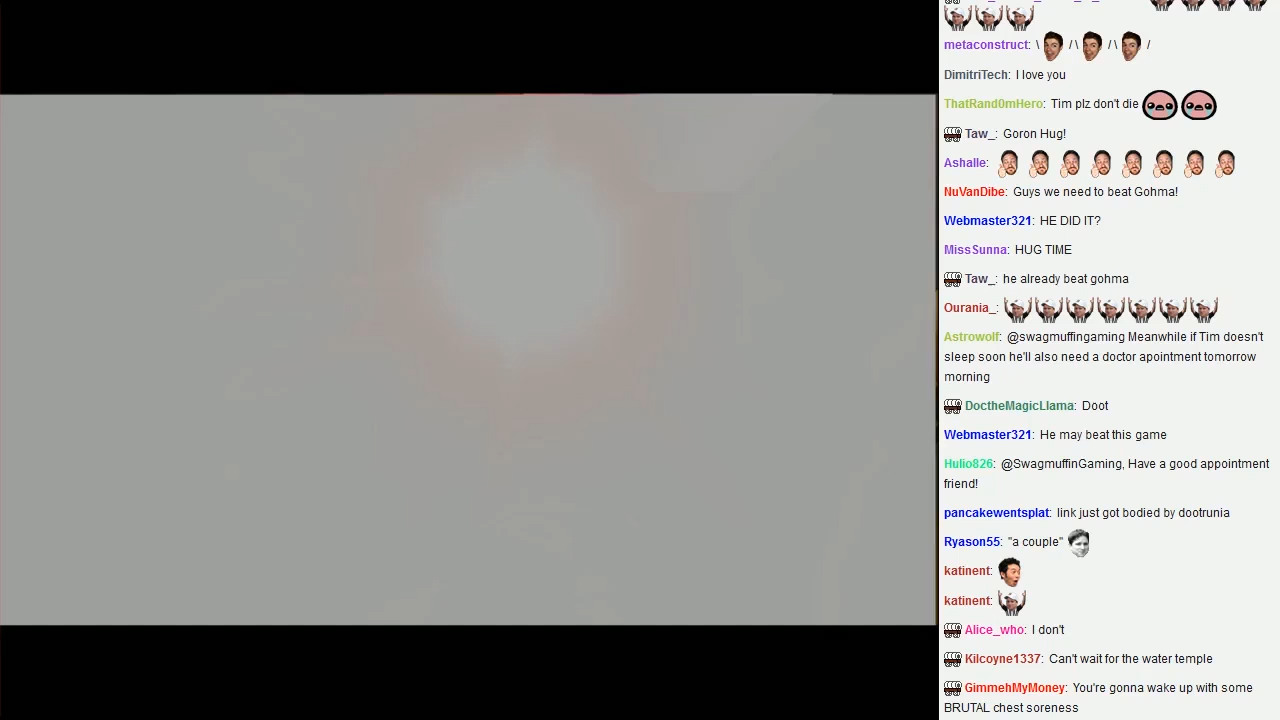 metaconstruct: \ / \ / \ /
DimitriTech: I love you
ThatRand0mHero: Tim plz don't die
Taw_: Goron Hug!
Ashalle:
NuVanDibe: Guys we need to beat Gohma!
Webmaster321: HE DID IT?
MissSunna: HUG TIME
Taw_: he already beat gohma
Ourania_:
Astrowolf: @swagmuffingaming Meanwhile if Tim doesn't
sleep soon he'll also need a doctor apointment tomorrow
morning
DoctheMagicLlama: Doot
Webmaster321: He may beat this game
Hulio826: @SwagmuffinGaming, Have a good appointment
friend!
pancakewentsplat: link just got bodied by dootrunia
Ryason55: "a couple"
katinent:
katinent:
Alice_who: I don't
Kilcoyne1337: Can't wait for the water temple
GimmehMyMoney: You're gonna wake up with some
BRUTAL chest soreness